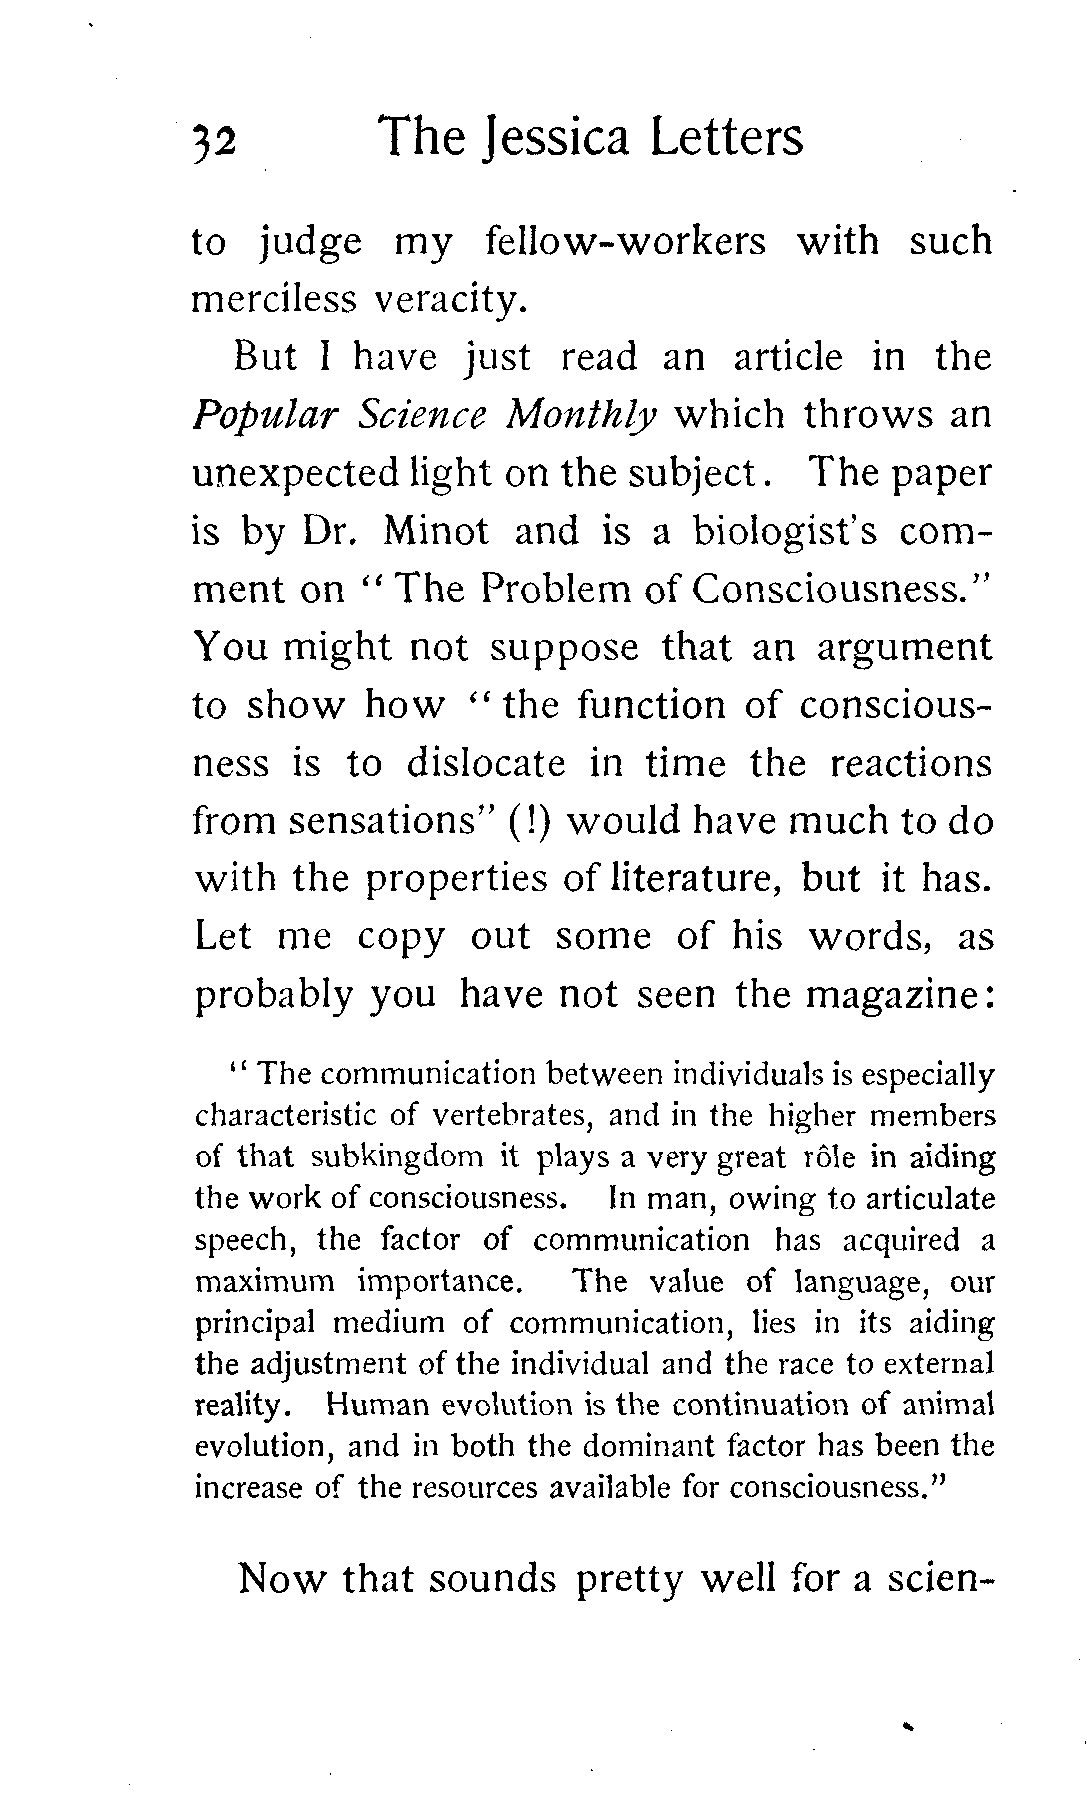 32 The Jessica Letters
to judge my fellow-workers with such
merciless veracity.
But I have just read an article in the
Popular Science Monthly which throws an
unexpected light on the subject. The paper
is by Dr. Minot and is a biologist's com-
ment on "The Problem of Consciousness."
You might not suppose that an argument
to show how "the function of conscious-
ness is to dislocate in time the reactions
from sensations" (!) would have much to do
with the properties of literature, but it has.
Let me copy out some of his words, as
probably you have not seen the magazine:
"The communication between individuals is especially
characteristic of vertebrates, and in the higher members
of that subkingdom it plays a very great rôle in aiding
the work of consciousness. In man, owing to articulate
speech, the factor of communication has acquired a
maximum importance. The value of language, our
principal medium of communication, lies in its aiding
the adjustment of the individual and the race to external
reality. Human evolution is the continuation of animal
evolution, and in both the dominant factor has been the
increase of the resources available for consciousness."
Now that sounds pretty well for a scien-